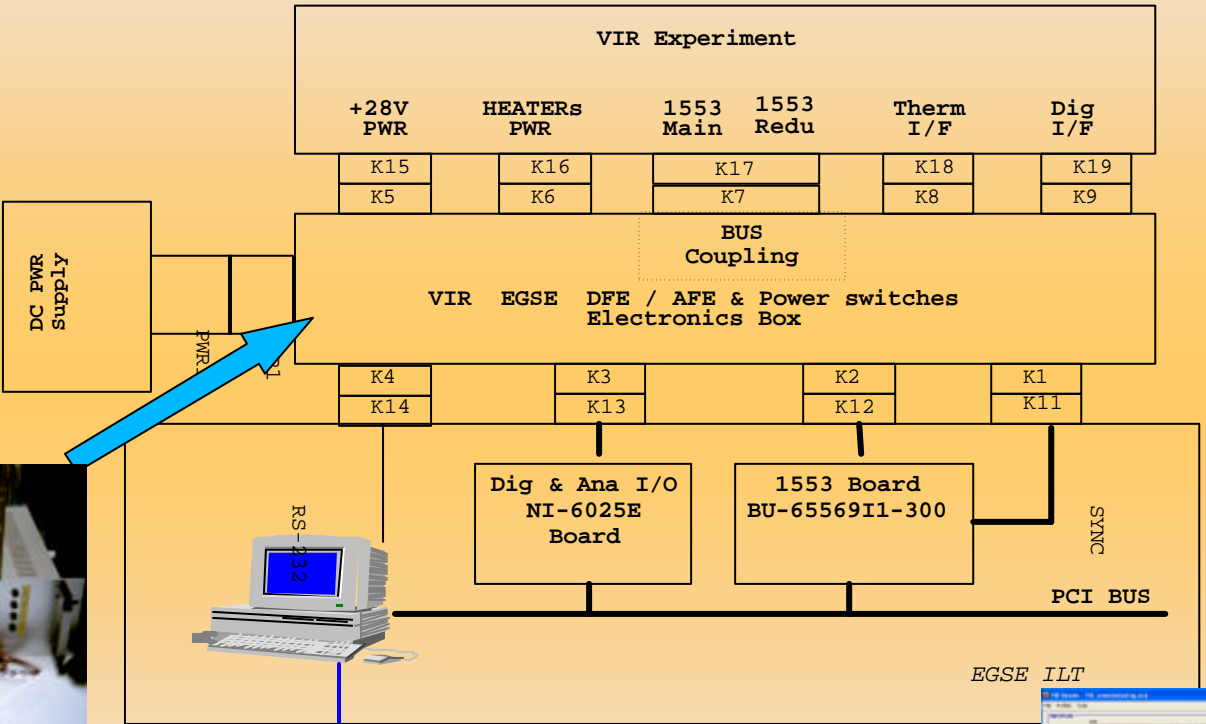 VIR Experiment
+28V PWR
HEATERs PWR
1553 Main
1553 Redu
Therm I/F
Dig I/F
K15
K16
K17
K18
K19
K5
K6
K7
K8
K9
DC PWR Supply
BUS Coupling
VIR EGSE DFE / AFE & Power switches
Electronics Box
K4
K3
K2
K1
K14
K13
K12
K11
RS-232
Dig & Ana I/O
NI-6025E
Board
1553 Board
BU-65569I1-300
SYNC
PCI BUS
EGSE ILT